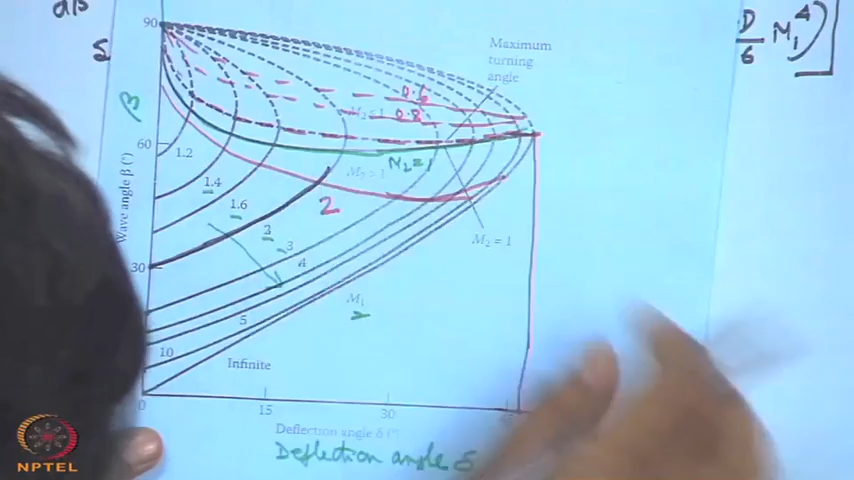 90
δ
D
6
M₁⁴
Maximum
turning
angle
β
0.6
0.8
M₂ < 1
60
1.2
M₂ = 1
M₂ > 1
1.4
2
1.6
Wave angle β (°)
2
3
M₂ = 1
4
30
M₁
5
10
Infinite
0
15
30
Deflection angle δ (°)
Deflection angle δ
NPTEL